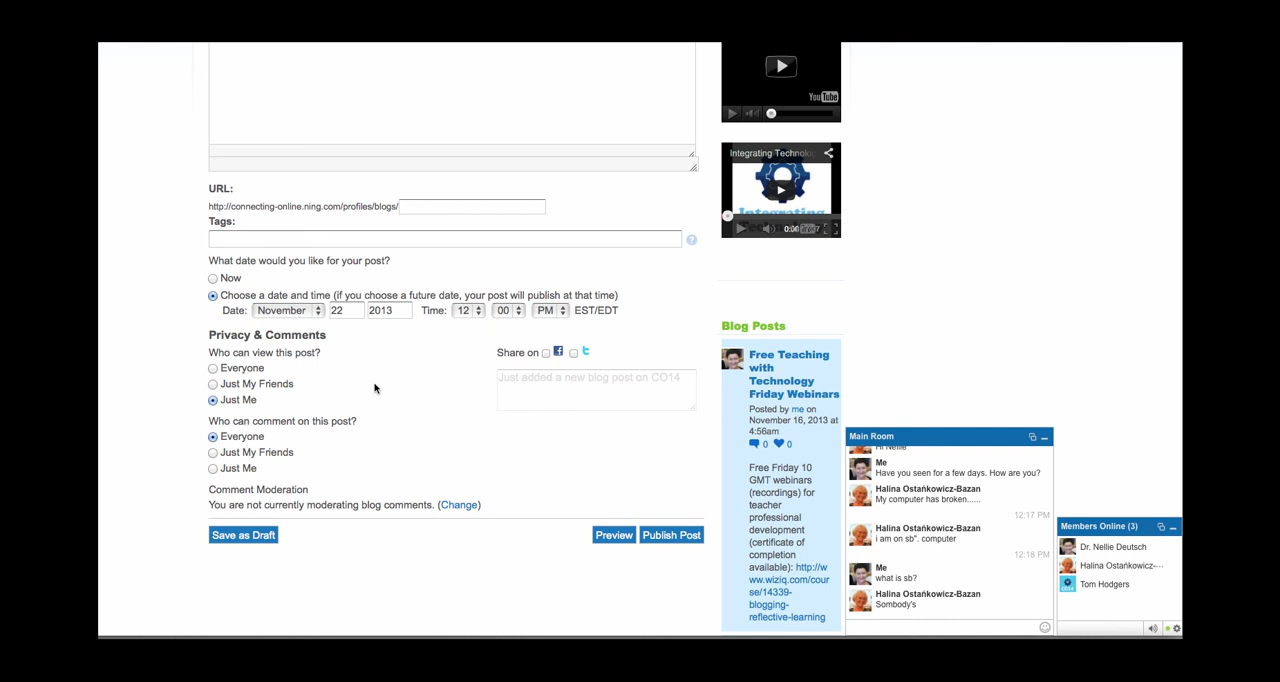 URL:
http://connecting-online.ning.com/profiles/blogs/
Tags:
?
What date would you like for your post?
Now
Choose a date and time (if you choose a future date, your post will publish at that time)
Date: November 22 2013 Time: 12 00 PM EST/EDT
Privacy & Comments
Who can view this post?
Everyone
Just My Friends
Just Me
Share on
Just added a new blog post on CO14
Who can comment on this post?
Everyone
Just My Friends
Just Me
Comment Moderation
You are not currently moderating blog comments. (Change)
Save as Draft
Preview
Publish Post
YouTube
Integrating Technolo
Integrating
Blog Posts
Free Teaching
with
Technology
Friday Webinars
Posted by me on
November 16, 2013 at
4:56am
0 0
Free Friday 10
GMT webinars
(recordings) for
teacher
professional
development
(certificate of
completion
available): http://w
ww.wiziq.com/cour
se/14339-
blogging-
reflective-learning
Main Room
Hi Nellie
Me
Have you seen for a few days. How are you?
Halina Ostańkowicz-Bazan
My computer has broken......
12:17 PM
Halina Ostańkowicz-Bazan
i am on sb". computer
12:18 PM
Me
what is sb?
Halina Ostańkowicz-Bazan
Sombody's
Members Online (3)
Dr. Nellie Deutsch
Halina Ostańkowicz-···
Tom Hodgers